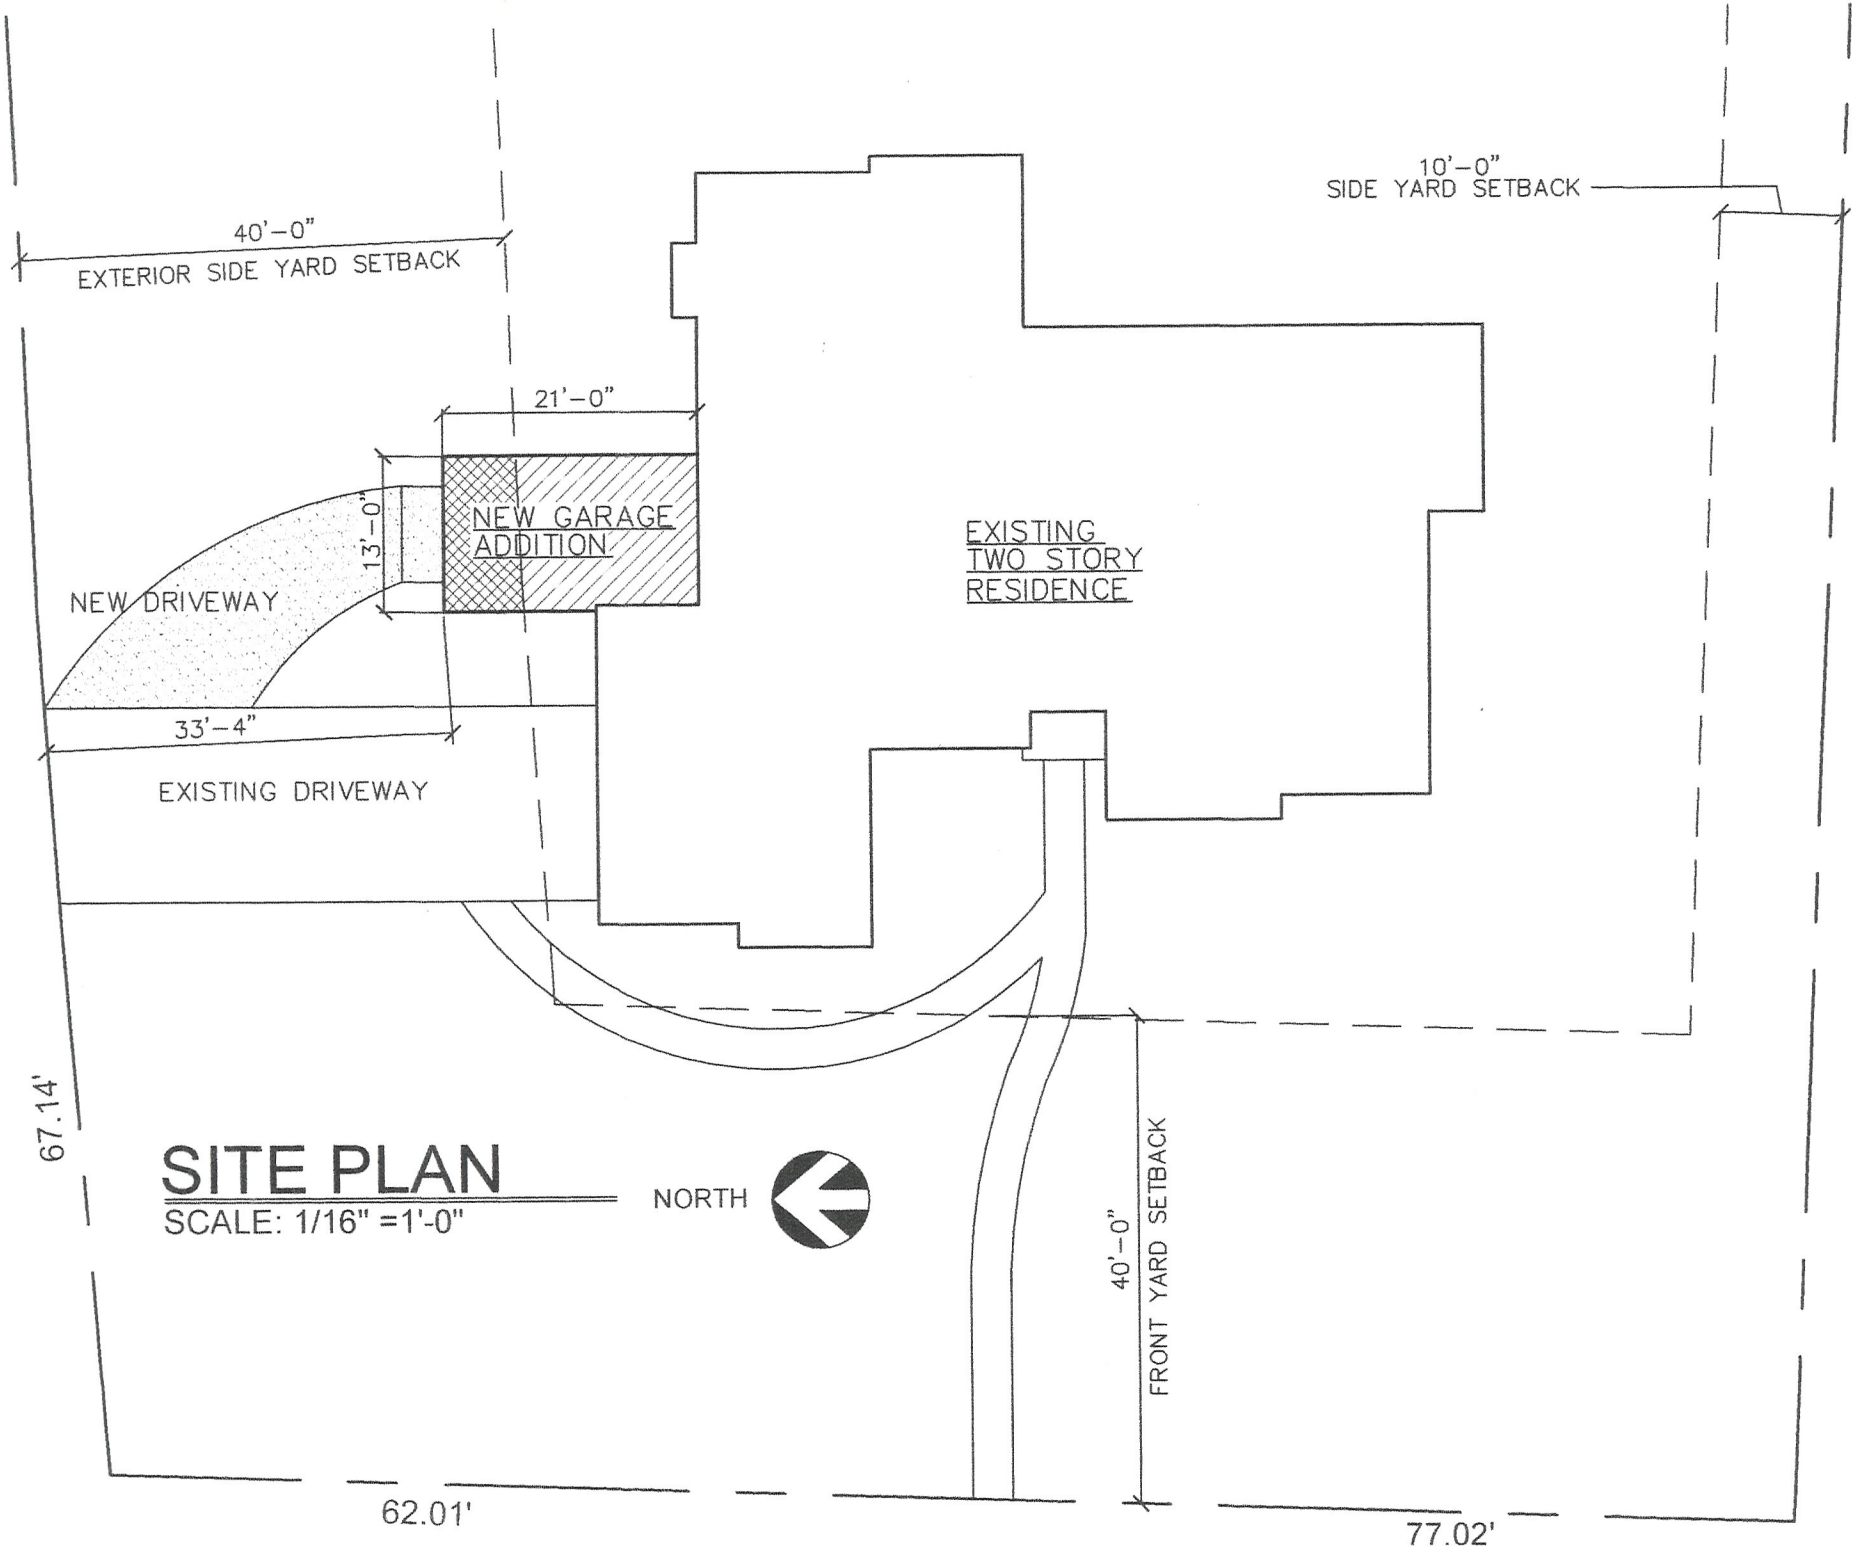 10'-0"
SIDE YARD SETBACK
40'-0"
EXTERIOR SIDE YARD SETBACK
21'-0"
13'-0"
NEW GARAGE
ADDITION
EXISTING
TWO STORY
RESIDENCE
NEW DRIVEWAY
33'-4"
EXISTING DRIVEWAY
67.14'
SITE PLAN
SCALE: 1/16" =1'-0"
NORTH
40'-0"
FRONT YARD SETBACK
62.01'
77.02'